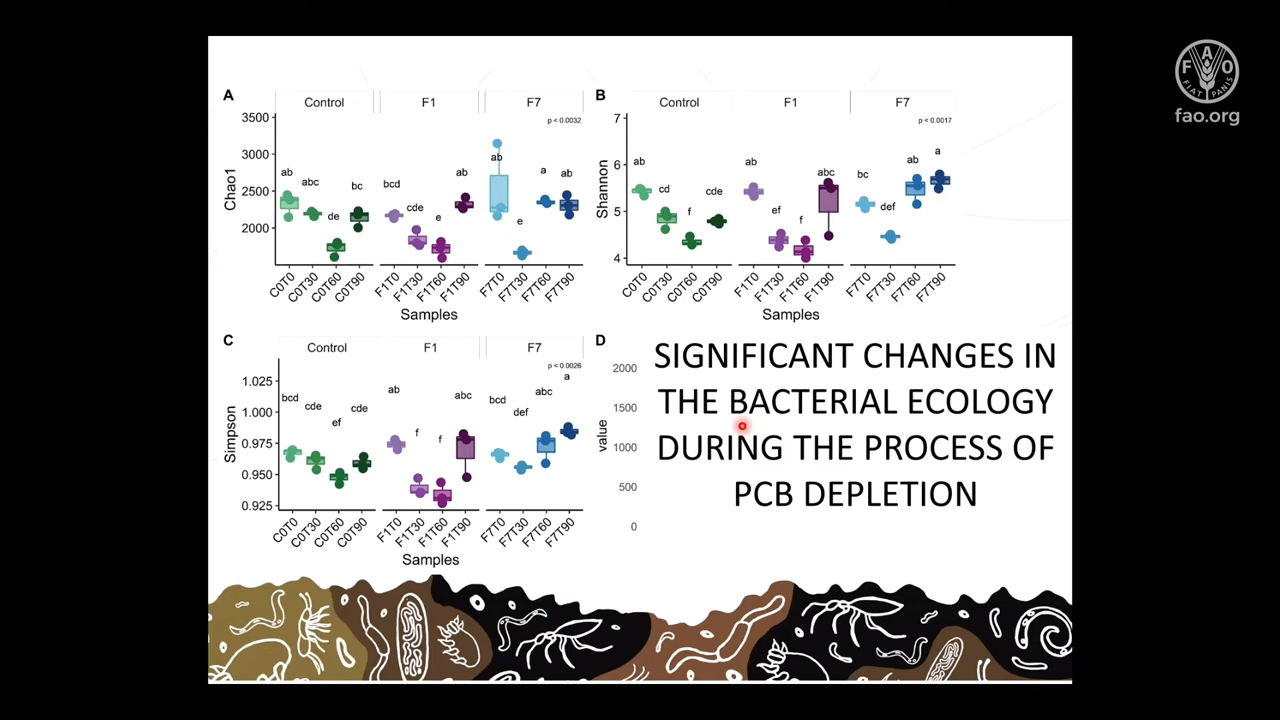 A
Control
F1
F7
p < 0.0032
3500
3000
2500
2000
Chao1
ab
abc
de
bc
bcd
cde
e
ab
ab
e
a
ab
C0T0
C0T30
C0T60
C0T90
F1T0
F1T30
F1T60
F1T90
F7T0
F7T30
F7T60
F7T90
Samples
B
Control
F1
F7
p < 0.0017
7
6
5
4
Shannon
ab
cd
f
cde
ab
ef
f
abc
bc
def
ab
a
C0T0
C0T30
C0T60
C0T90
F1T0
F1T30
F1T60
F1T90
F7T0
F7T30
F7T60
F7T90
Samples
C
Control
F1
F7
p < 0.0026
1.025
1.000
0.975
0.950
0.925
Simpson
bcd
cde
ef
cde
ab
f
f
abc
bcd
def
abc
a
C0T0
C0T30
C0T60
C0T90
F1T0
F1T30
F1T60
F1T90
F7T0
F7T30
F7T60
F7T90
Samples
D
2000
1500
1000
500
0
value
SIGNIFICANT CHANGES IN
THE BACTERIAL ECOLOGY
DURING THE PROCESS OF
PCB DEPLETION
F A O
FIAT PANIS
fao.org